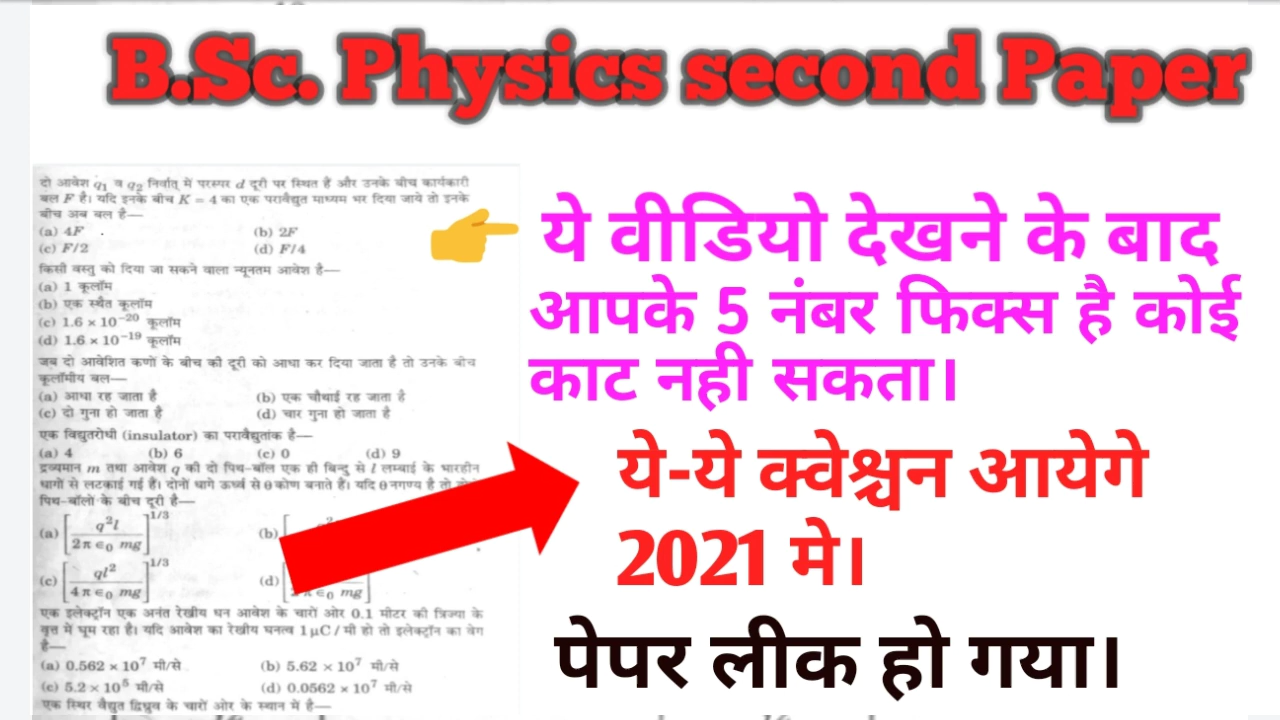 B.Sc. Physics second Paper
दो आवेश q₁ व q₂ निर्वात् में परस्पर d दूरी पर स्थित हैं और उनके बीच कार्यकारी
बल F है। यदि इनके बीच K = 4 का एक परावैद्युत माध्यम भर दिया जाये तो इनके
बीच अब बल है—
(a) 4F (b) 2F
(c) F/2 (d) F/4
किसी वस्तु को दिया जा सकने वाला न्यूनतम आवेश है—
(a) 1 कूलॉम
(b) एक स्थैत कूलॉम
(c) 1.6 × 10⁻²⁰ कूलॉम
(d) 1.6 × 10⁻¹⁹ कूलॉम
जब दो आवेशित कणों के बीच की दूरी को आधा कर दिया जाता है तो उनके बीच
कूलॉमीय बल—
(a) आधा रह जाता है (b) एक चौथाई रह जाता है
(c) दो गुना हो जाता है (d) चार गुना हो जाता है
एक विद्युतरोधी (insulator) का परावैद्युतांक है—
(a) 4 (b) 6 (c) 0 (d) 9
द्रव्यमान m तथा आवेश q की दो पिथ-बॉल एक ही बिन्दु से l लम्बाई के भारहीन
धागों से लटकाई गई हैं। दोनों धागे ऊर्ध्व से θ कोण बनाते हैं। यदि θ नगण्य है तो
पिथ-बॉलों के बीच दूरी है—
(a) [q²l / 2π ϵ₀ mg]^1/3 (b)
(c) [ql² / 4π ϵ₀ mg]^1/3 (d) ϵ₀ mg]
एक इलेक्ट्रॉन एक अनंत रेखीय धन आवेश के चारों ओर 0.1 मीटर की त्रिज्या के
वृत्त में घूम रहा है। यदि आवेश का रेखीय घनत्व 1 μC / मी हो तो इलेक्ट्रॉन का वेग
है—
(a) 0.562 × 10⁷ मी/से (b) 5.62 × 10⁷ मी/से
(c) 5.2 × 10⁵ मी/से (d) 0.0562 × 10⁷ मी/से
एक स्थिर वैद्युत द्विध्रुव के चारों ओर के स्थान में है—
ये वीडियो देखने के बाद
आपके 5 नंबर फिक्स है कोई
काट नही सकता।
ये-ये क्वेश्चन आयेगे
2021 मे।
पेपर लीक हो गया।